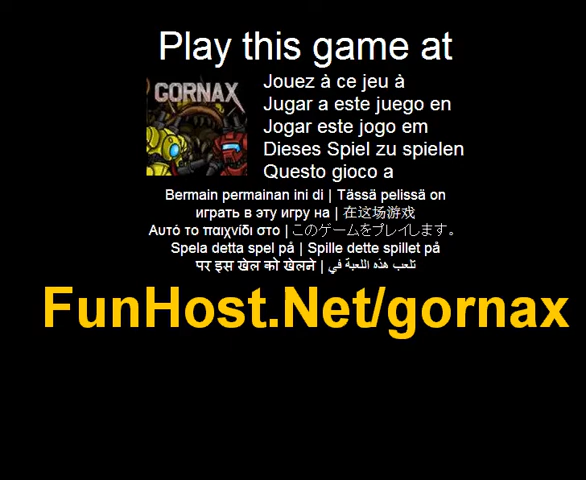 Play this game at
GORNAX
Jouez à ce jeu à
Jugar a este juego en
Jogar este jogo em
Dieses Spiel zu spielen
Questo gioco a
Bermain permainan ini di | Tässä pelissä on
играть в эту игру на | 在这场游戏
Αυτό το παιχνίδι στο | このゲームをプレイします。
Spela detta spel på | Spille dette spillet på
पर इस खेल को खेलने | تلعب هذه اللعبة في
FunHost.Net/gornax